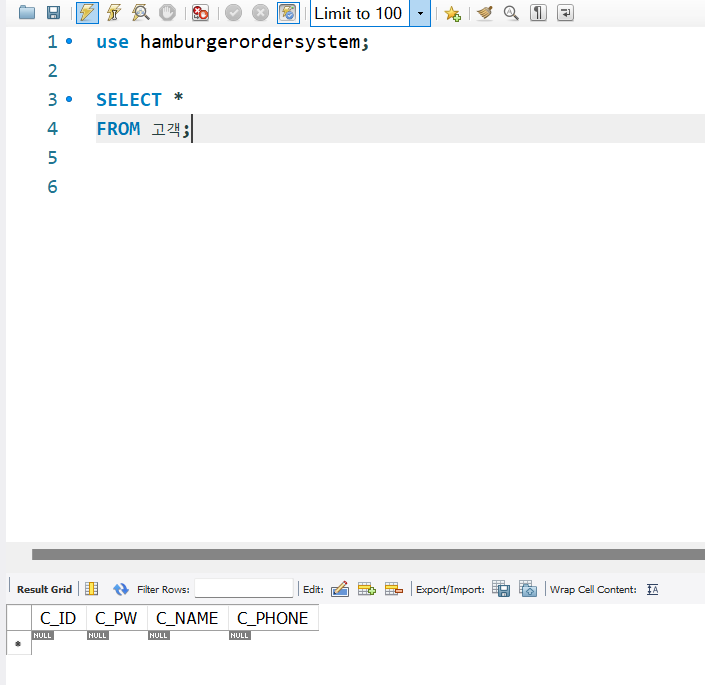 Limit to 100
1 use hamburgerordersystem;
2
3 SELECT *
4 FROM 고객;
5
6
Result Grid Filter Rows: Edit: Export/Import: Wrap Cell Content: IA
C_ID C_PW C_NAME C_PHONE
* NULL NULL NULL NULL